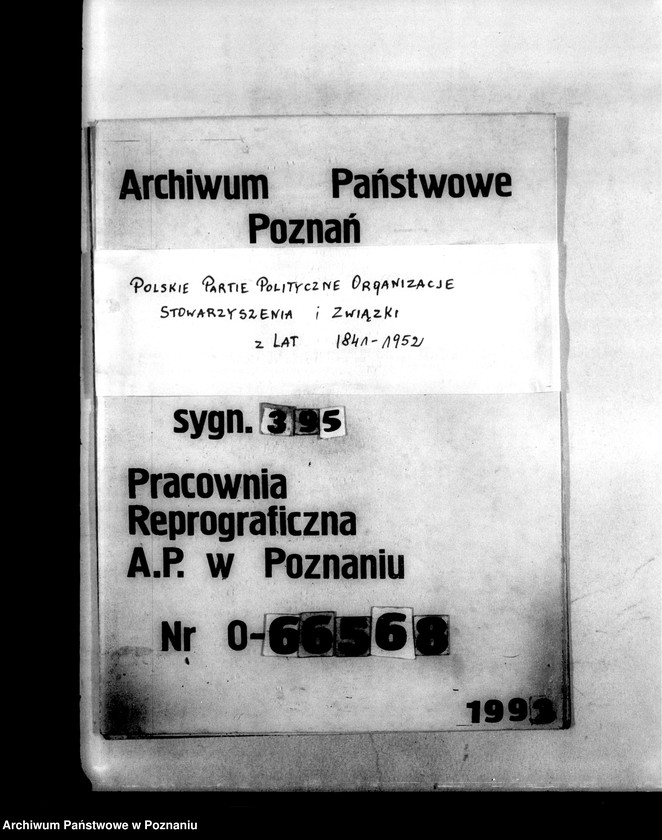 Archiwum Państwowe
Poznań
POLSKIE PARTIE POLITYCZNE ORGANIZACJE
STOWARZYSZENIA i ZWIĄZKI
z LAT 1841-1952
sygn. 395
Pracownia
Reprograficzna
A.P. w Poznaniu
Nr O-66568
1993
Archiwum Państwowe w Poznaniu